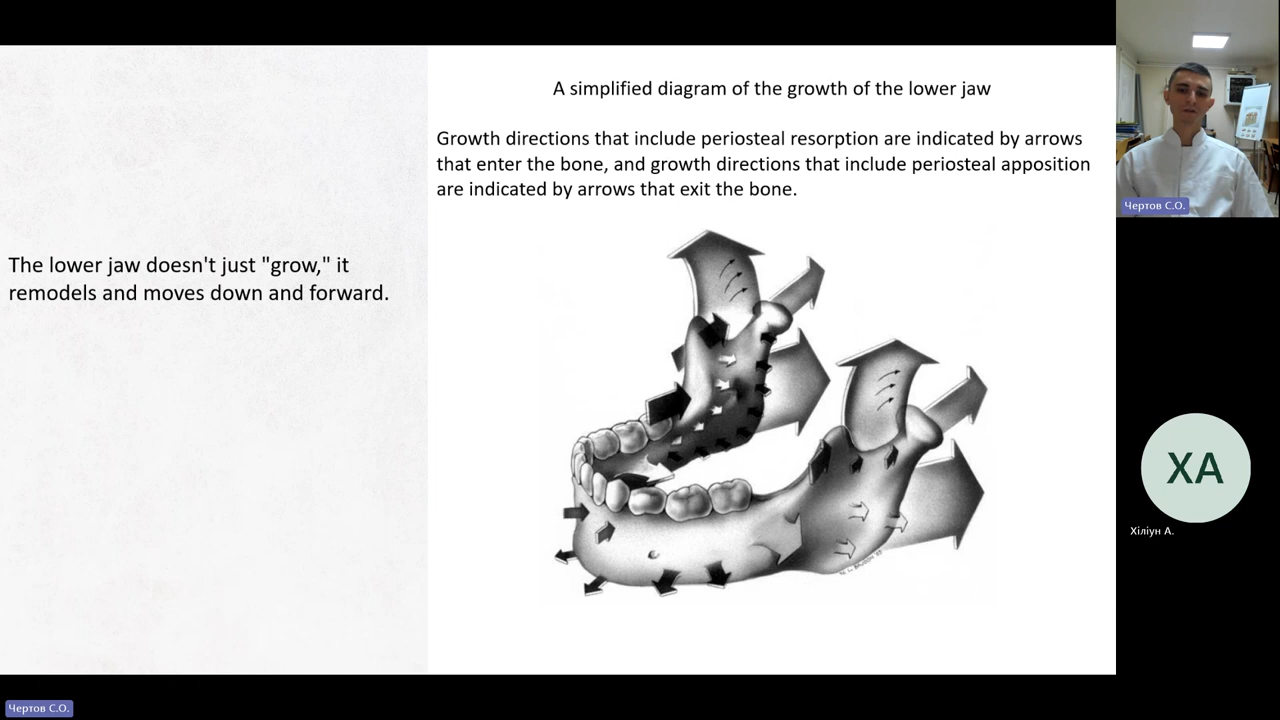 A simplified diagram of the growth of the lower jaw
Growth directions that include periosteal resorption are indicated by arrows
that enter the bone, and growth directions that include periosteal apposition
are indicated by arrows that exit the bone.
The lower jaw doesn't just "grow," it
remodels and moves down and forward.
Чертов С.О.
ХА
Хіліун А.
Чертов С.О.